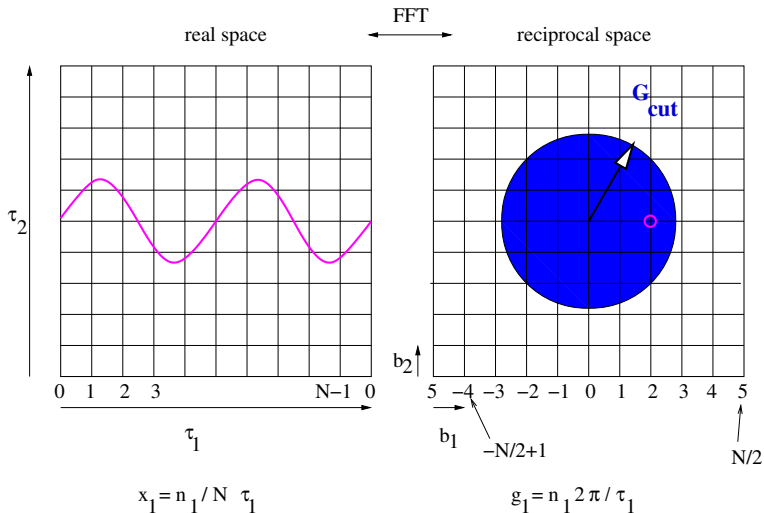 FFT
real space
reciprocal space
G cut
τ2
b2
0 1 2 3 N−1 0
5 −4 −3 −2 −1 0 1 2 3 4 5
τ1
b1
−N/2+1
N/2
x1 = n1 / N τ1
g1 = n1 2 π / τ1